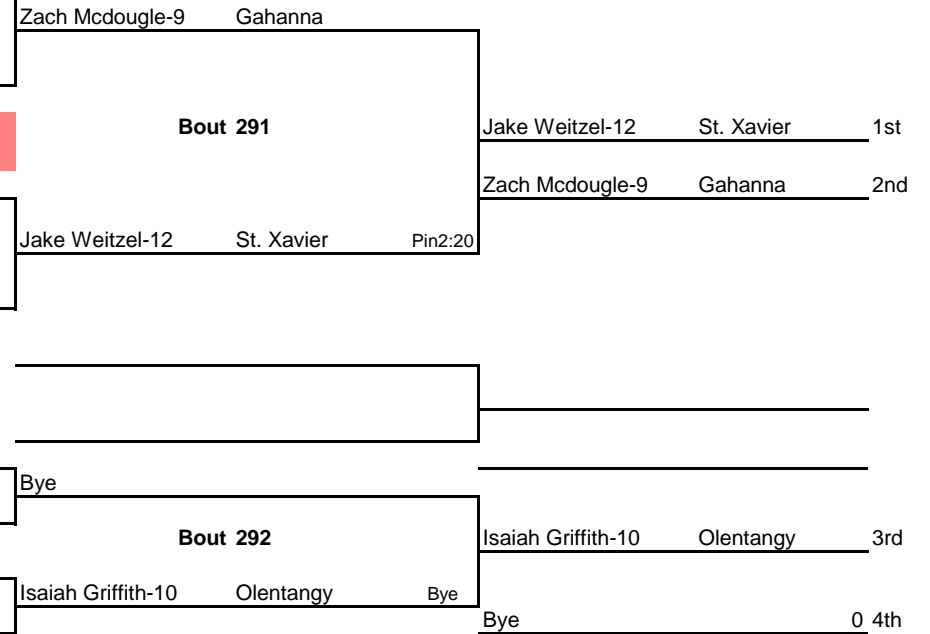 Zach Mcdougle-9 Gahanna
Bout 291
Jake Weitzel-12 St. Xavier 1st
Zach Mcdougle-9 Gahanna 2nd
Jake Weitzel-12 St. Xavier Pin2:20
Bye
Bout 292
Isaiah Griffith-10 Olentangy 3rd
Isaiah Griffith-10 Olentangy Bye
Bye 0 4th